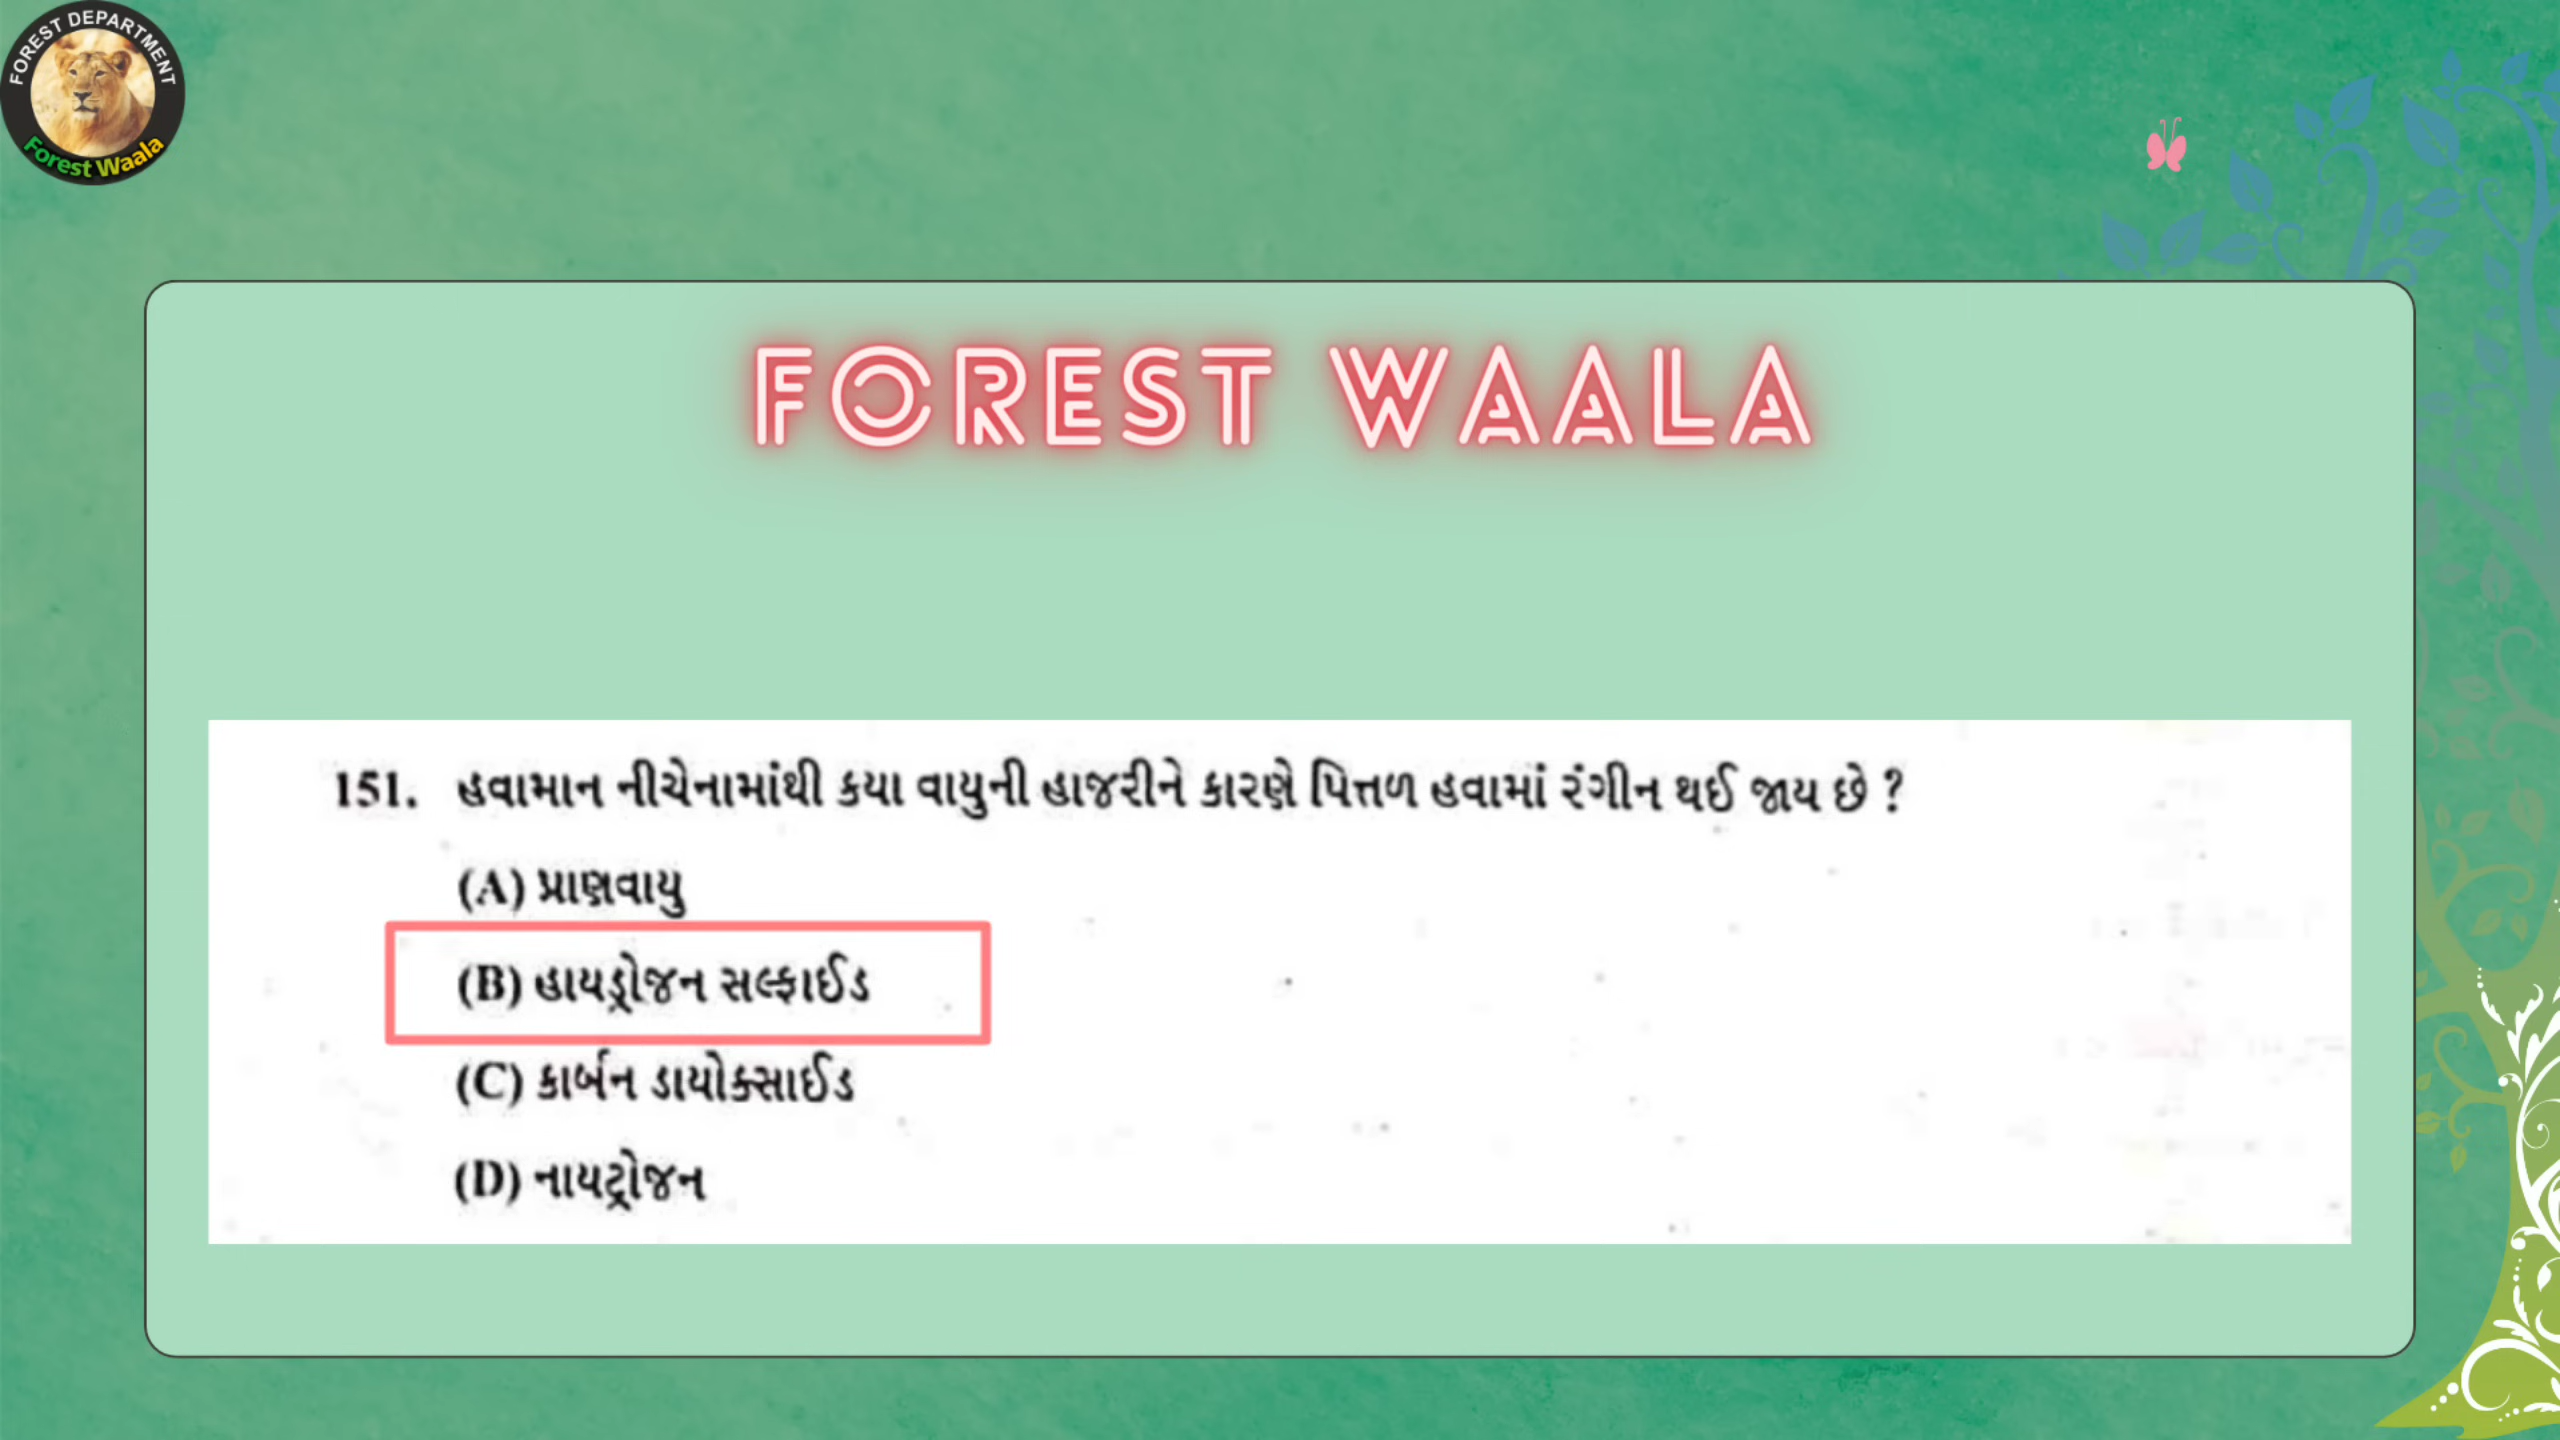 FOREST DEPARTMENT
Forest Waala
FOREST WAALA
151. હવામાન નીચેનામાંથી કયા વાયુની હાજરીને કારણે પિત્તળ હવામાં રંગીન થઈ જાય છે ?
(A) પ્રાણવાયુ
(B) હાયડ્રોજન સલ્ફાઈડ
(C) કાર્બન ડાયોક્સાઈડ
(D) નાયટ્રોજન